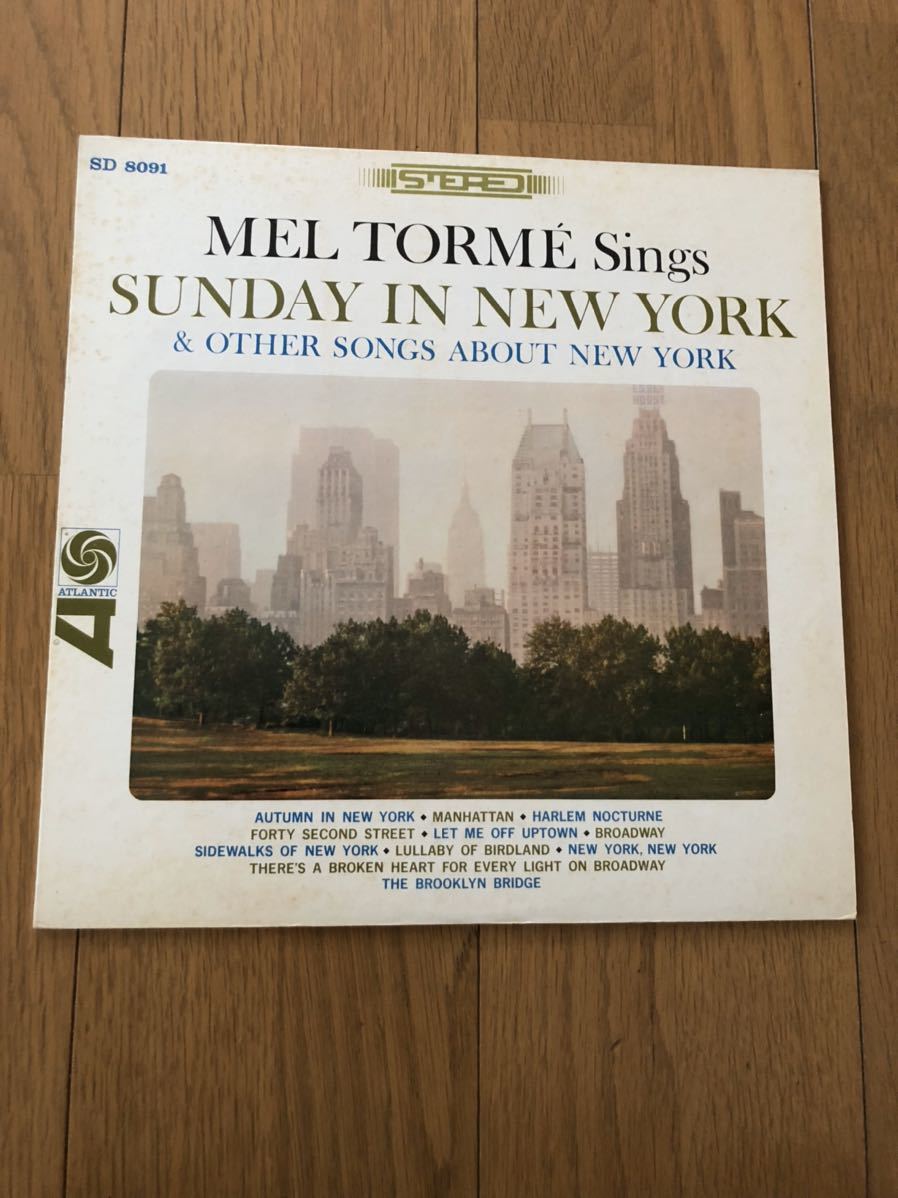 SD 8091
STEREO
MEL TORMÉ Sings
SUNDAY IN NEW YORK
& OTHER SONGS ABOUT NEW YORK
ATLANTIC
AUTUMN IN NEW YORK ♦ MANHATTAN ♦ HARLEM NOCTURNE
FORTY SECOND STREET ♦ LET ME OFF UPTOWN ♦ BROADWAY
SIDEWALKS OF NEW YORK ♦ LULLABY OF BIRDLAND ♦ NEW YORK, NEW YORK
THERE'S A BROKEN HEART FOR EVERY LIGHT ON BROADWAY
THE BROOKLYN BRIDGE